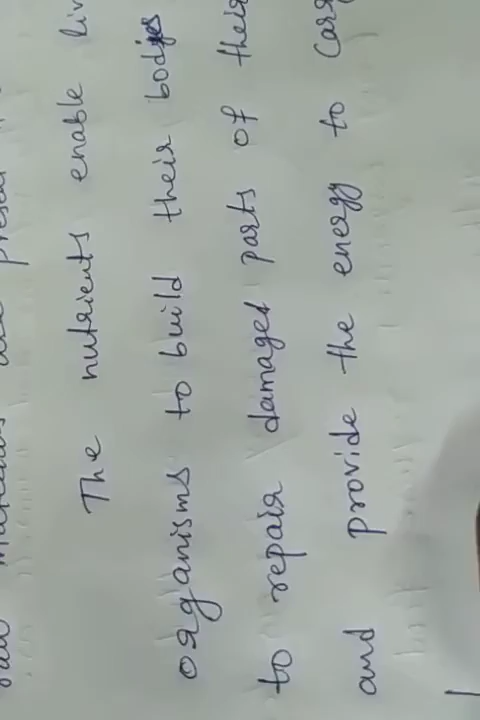 The nutrients enable
organisms to build their bodies
to repair damaged parts of their
and provide the energy to